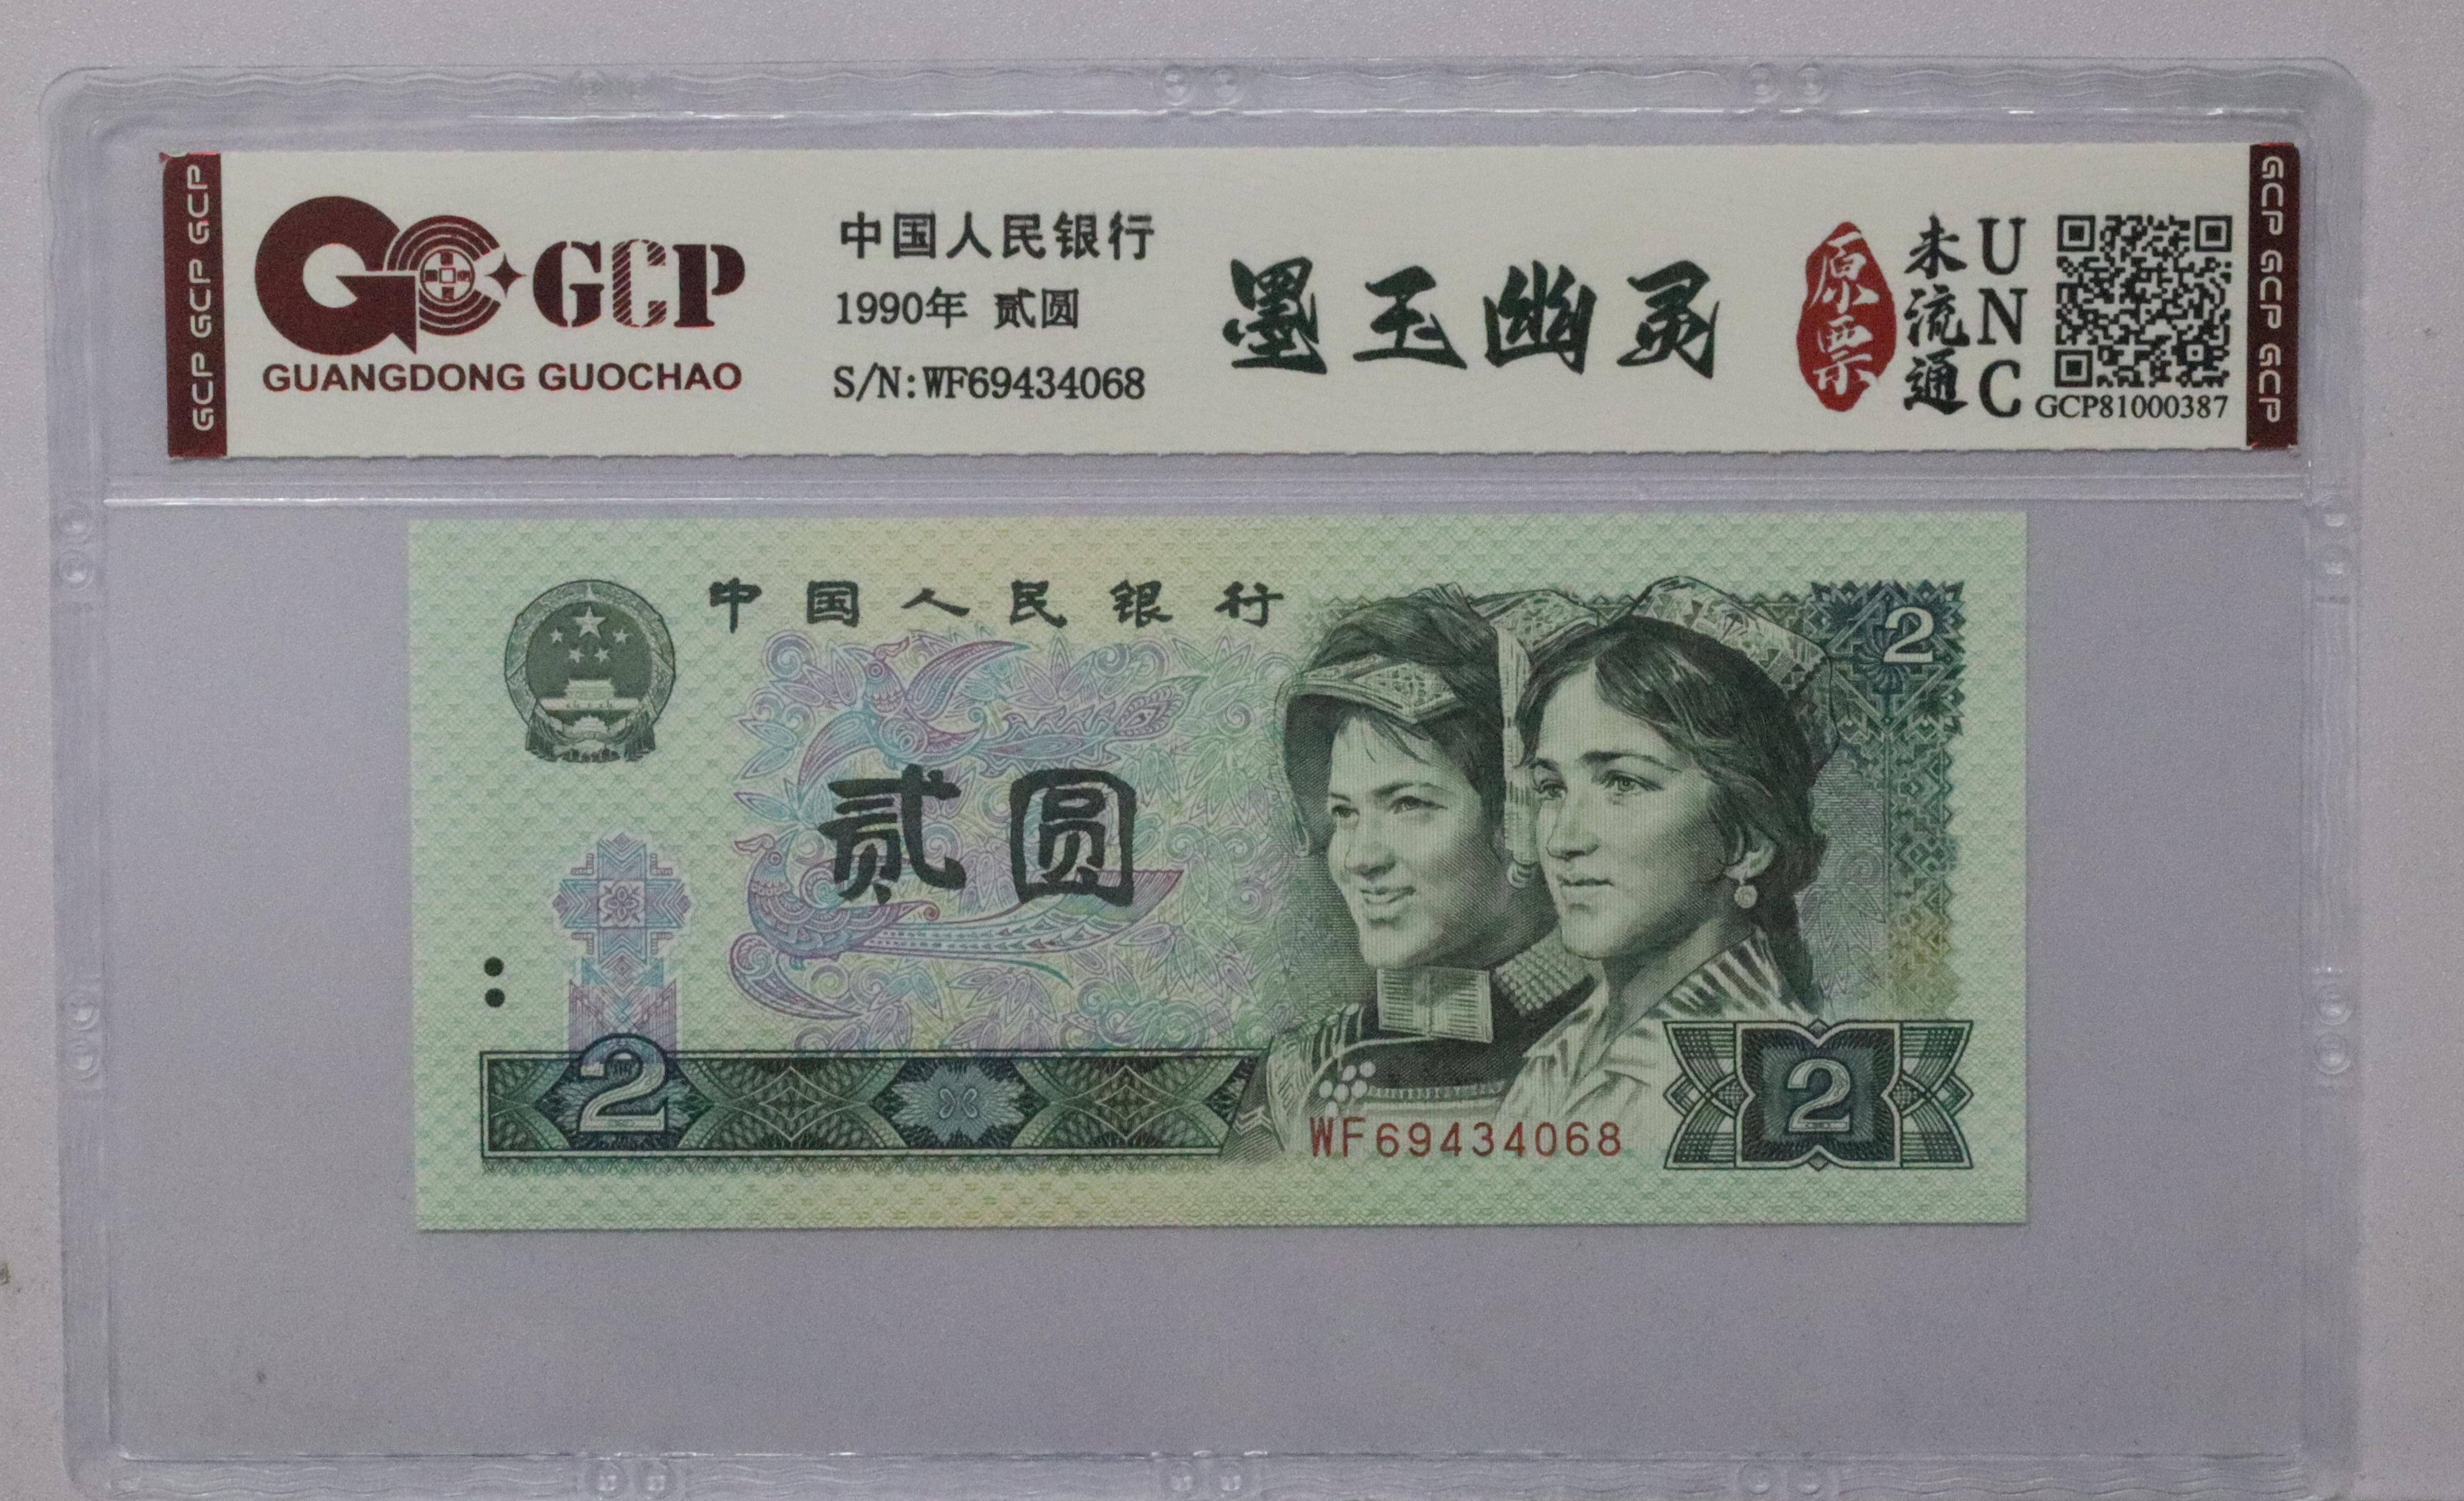 GCP GCP GCP
GCP
GUANGDONG GUOCHAO
中国人民银行
1990年 贰圆
S/N:WF69434068
墨玉幽灵
原票
未流通
UNC
GCP81000387
GCP GCP GCP
中国人民银行
2
贰圆
2
WF69434068
2